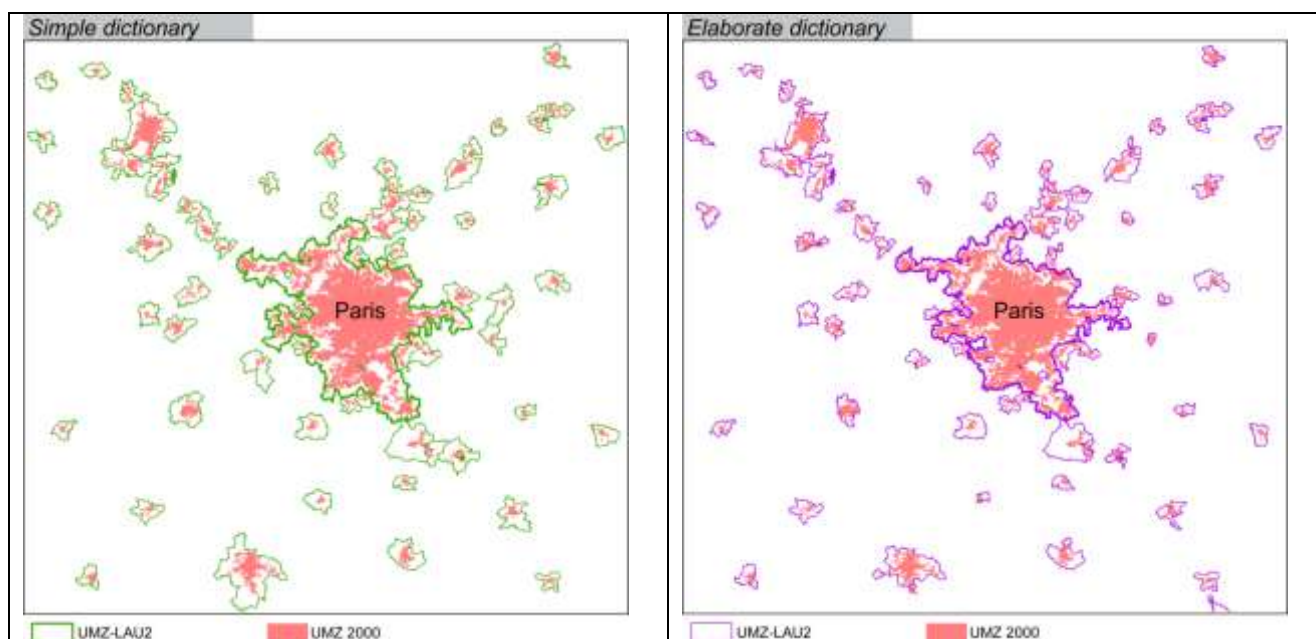 Simple dictionary
Elaborate dictionary
Paris
Paris
UMZ-LAU2
UMZ 2000
UMZ-LAU2
UMZ 2000